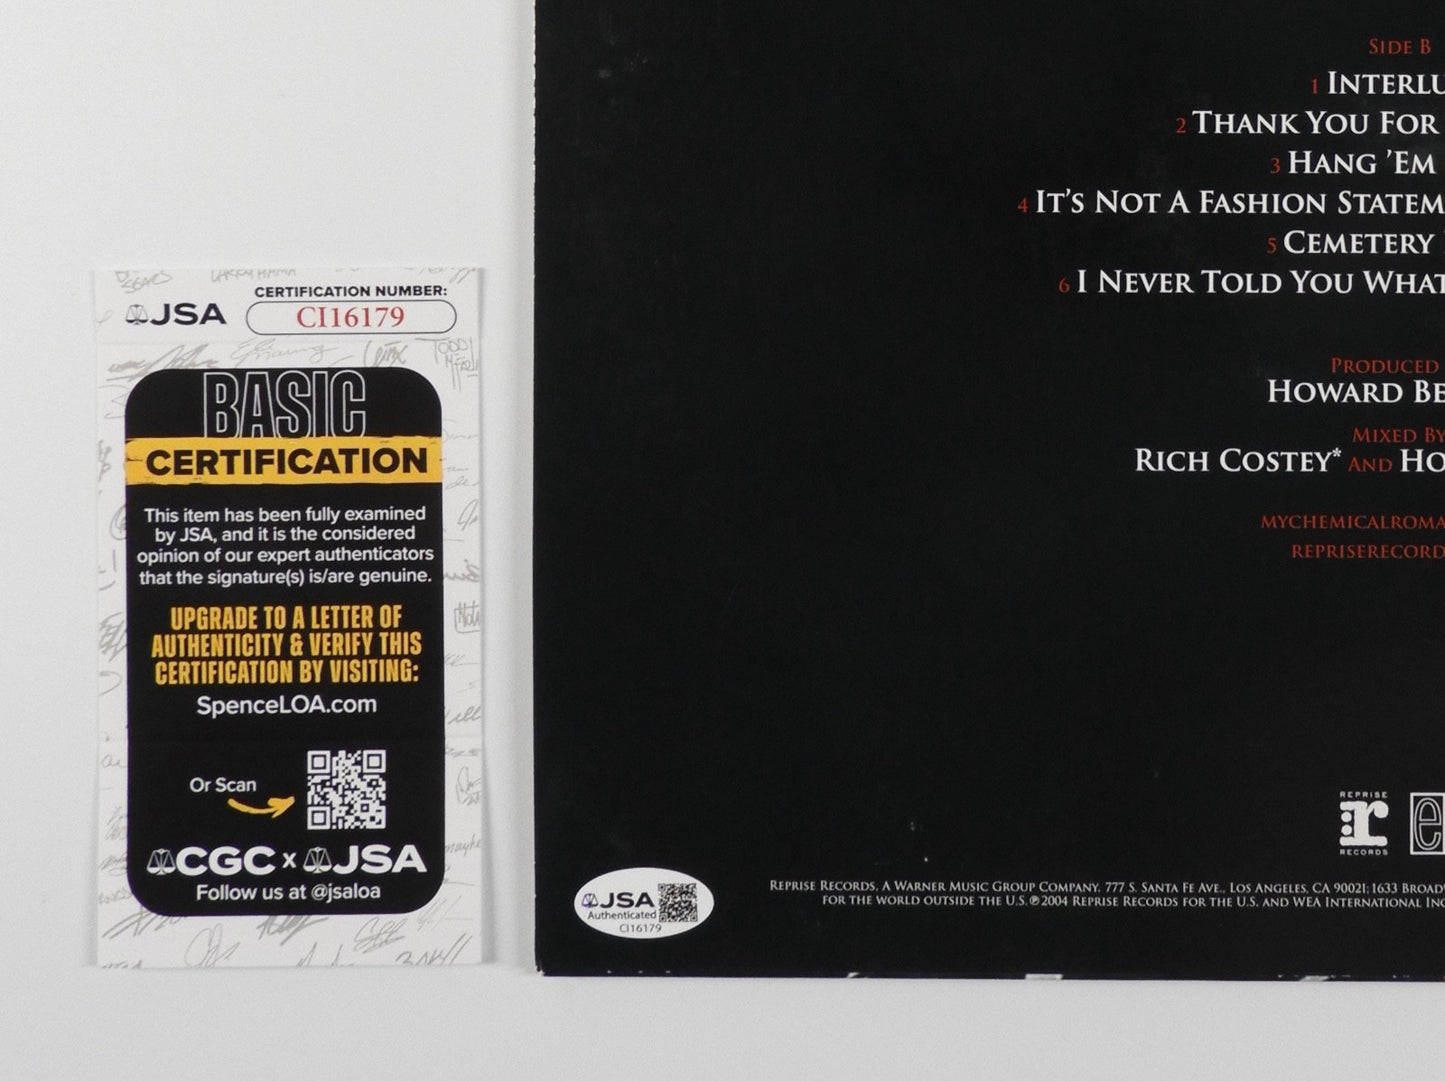 JSA
CERTIFICATION NUMBER:
CI16179
BASIC
CERTIFICATION
This item has been fully examined
by JSA, and it is the considered
opinion of our expert authenticators
that the signature(s) is/are genuine.
UPGRADE TO A LETTER OF
AUTHENTICITY & VERIFY THIS
CERTIFICATION BY VISITING:
SpenceLOA.com
Or Scan
CGC x JSA
Follow us at @jsaloa
SIDE B
1 INTERLU
2 THANK YOU FOR
3 HANG 'EM
4 IT'S NOT A FASHION STATEM
5 CEMETERY
6 I NEVER TOLD YOU WHAT
PRODUCED
HOWARD BE
MIXED BY
RICH COSTEY* AND HO
MYCHEMICALROMA
REPRISERECORD
REPRISE
r
RECORDS
JSA
Authenticated
CI16179
REPRISE RECORDS, A WARNER MUSIC GROUP COMPANY, 777 S. SANTA FE AVE., LOS ANGELES, CA 90021; 1633 BROADW
FOR THE WORLD OUTSIDE THE U.S. ℗ 2004 REPRISE RECORDS FOR THE U.S. AND WEA INTERNATIONAL INC